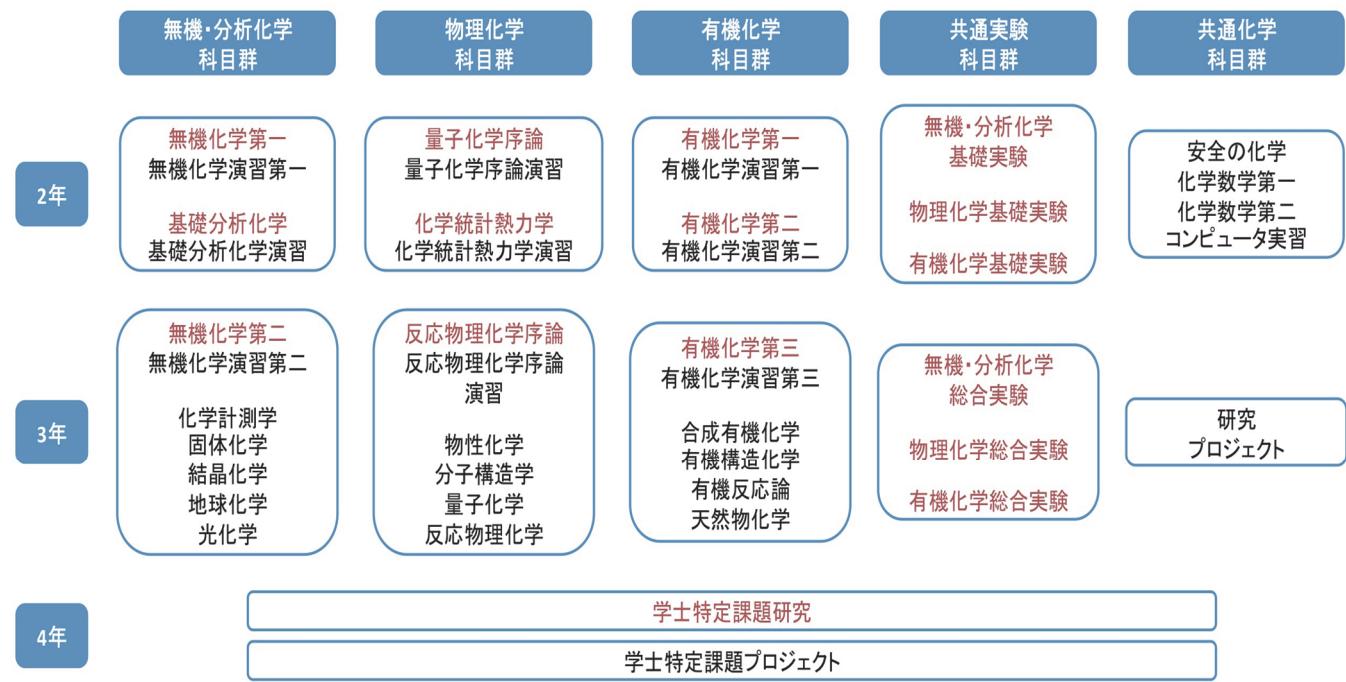 無機・分析化学
科目群
物理化学
科目群
有機化学
科目群
共通実験
科目群
共通化学
科目群
2年
無機化学第一
無機化学演習第一
基礎分析化学
基礎分析化学演習
量子化学序論
量子化学序論演習
化学統計熱力学
化学統計熱力学演習
有機化学第一
有機化学演習第一
有機化学第二
有機化学演習第二
無機・分析化学
基礎実験
物理化学基礎実験
有機化学基礎実験
安全の化学
化学数学第一
化学数学第二
コンピュータ実習
3年
無機化学第二
無機化学演習第二
化学計測学
固体化学
結晶化学
地球化学
光化学
反応物理化学序論
反応物理化学序論
演習
物性化学
分子構造学
量子化学
反応物理化学
有機化学第三
有機化学演習第三
合成有機化学
有機構造化学
有機反応論
天然物化学
無機・分析化学
総合実験
物理化学総合実験
有機化学総合実験
研究
プロジェクト
4年
学士特定課題研究
学士特定課題プロジェクト